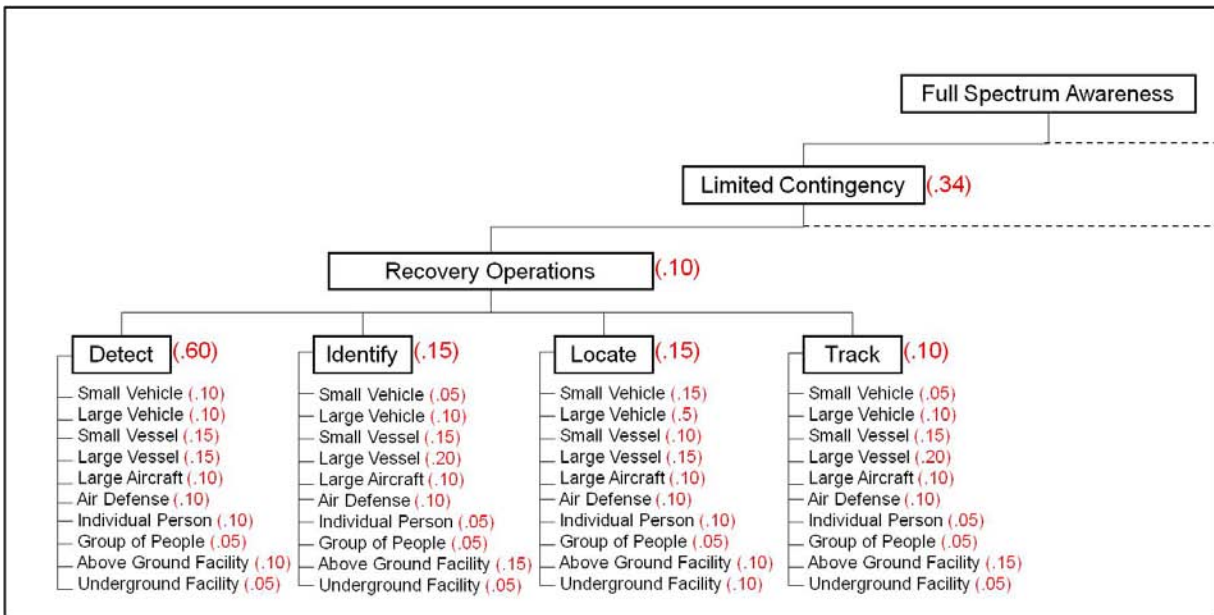 Full Spectrum Awareness
Limited Contingency (.34)
Recovery Operations (.10)
Detect (.60)
Small Vehicle (.10)
Large Vehicle (.10)
Small Vessel (.15)
Large Vessel (.15)
Large Aircraft (.10)
Air Defense (.10)
Individual Person (.10)
Group of People (.05)
Above Ground Facility (.10)
Underground Facility (.05)
Identify (.15)
Small Vehicle (.05)
Large Vehicle (.10)
Small Vessel (.15)
Large Vessel (.20)
Large Aircraft (.10)
Air Defense (.10)
Individual Person (.05)
Group of People (.05)
Above Ground Facility (.15)
Underground Facility (.05)
Locate (.15)
Small Vehicle (.15)
Large Vehicle (.5)
Small Vessel (.10)
Large Vessel (.15)
Large Aircraft (.10)
Air Defense (.10)
Individual Person (.10)
Group of People (.05)
Above Ground Facility (.10)
Underground Facility (.10)
Track (.10)
Small Vehicle (.05)
Large Vehicle (.10)
Small Vessel (.15)
Large Vessel (.20)
Large Aircraft (.10)
Air Defense (.10)
Individual Person (.05)
Group of People (.05)
Above Ground Facility (.15)
Underground Facility (.05)